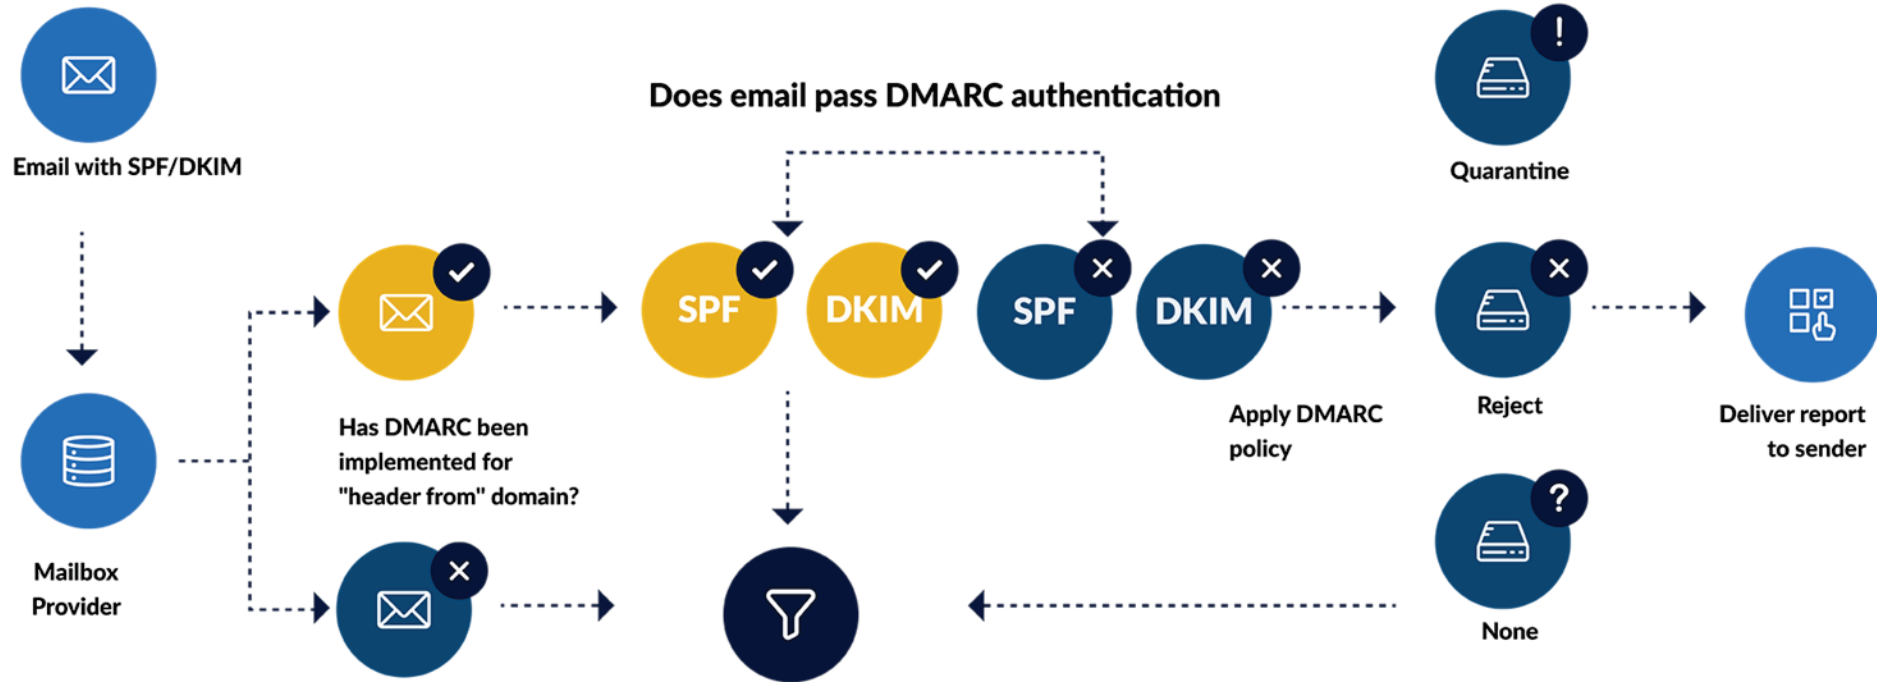 Does email pass DMARC authentication
Email with SPF/DKIM
Quarantine
SPF
DKIM
SPF
DKIM
Has DMARC been
implemented for
"header from" domain?
Apply DMARC
policy
Reject
Deliver report
to sender
Mailbox
Provider
None